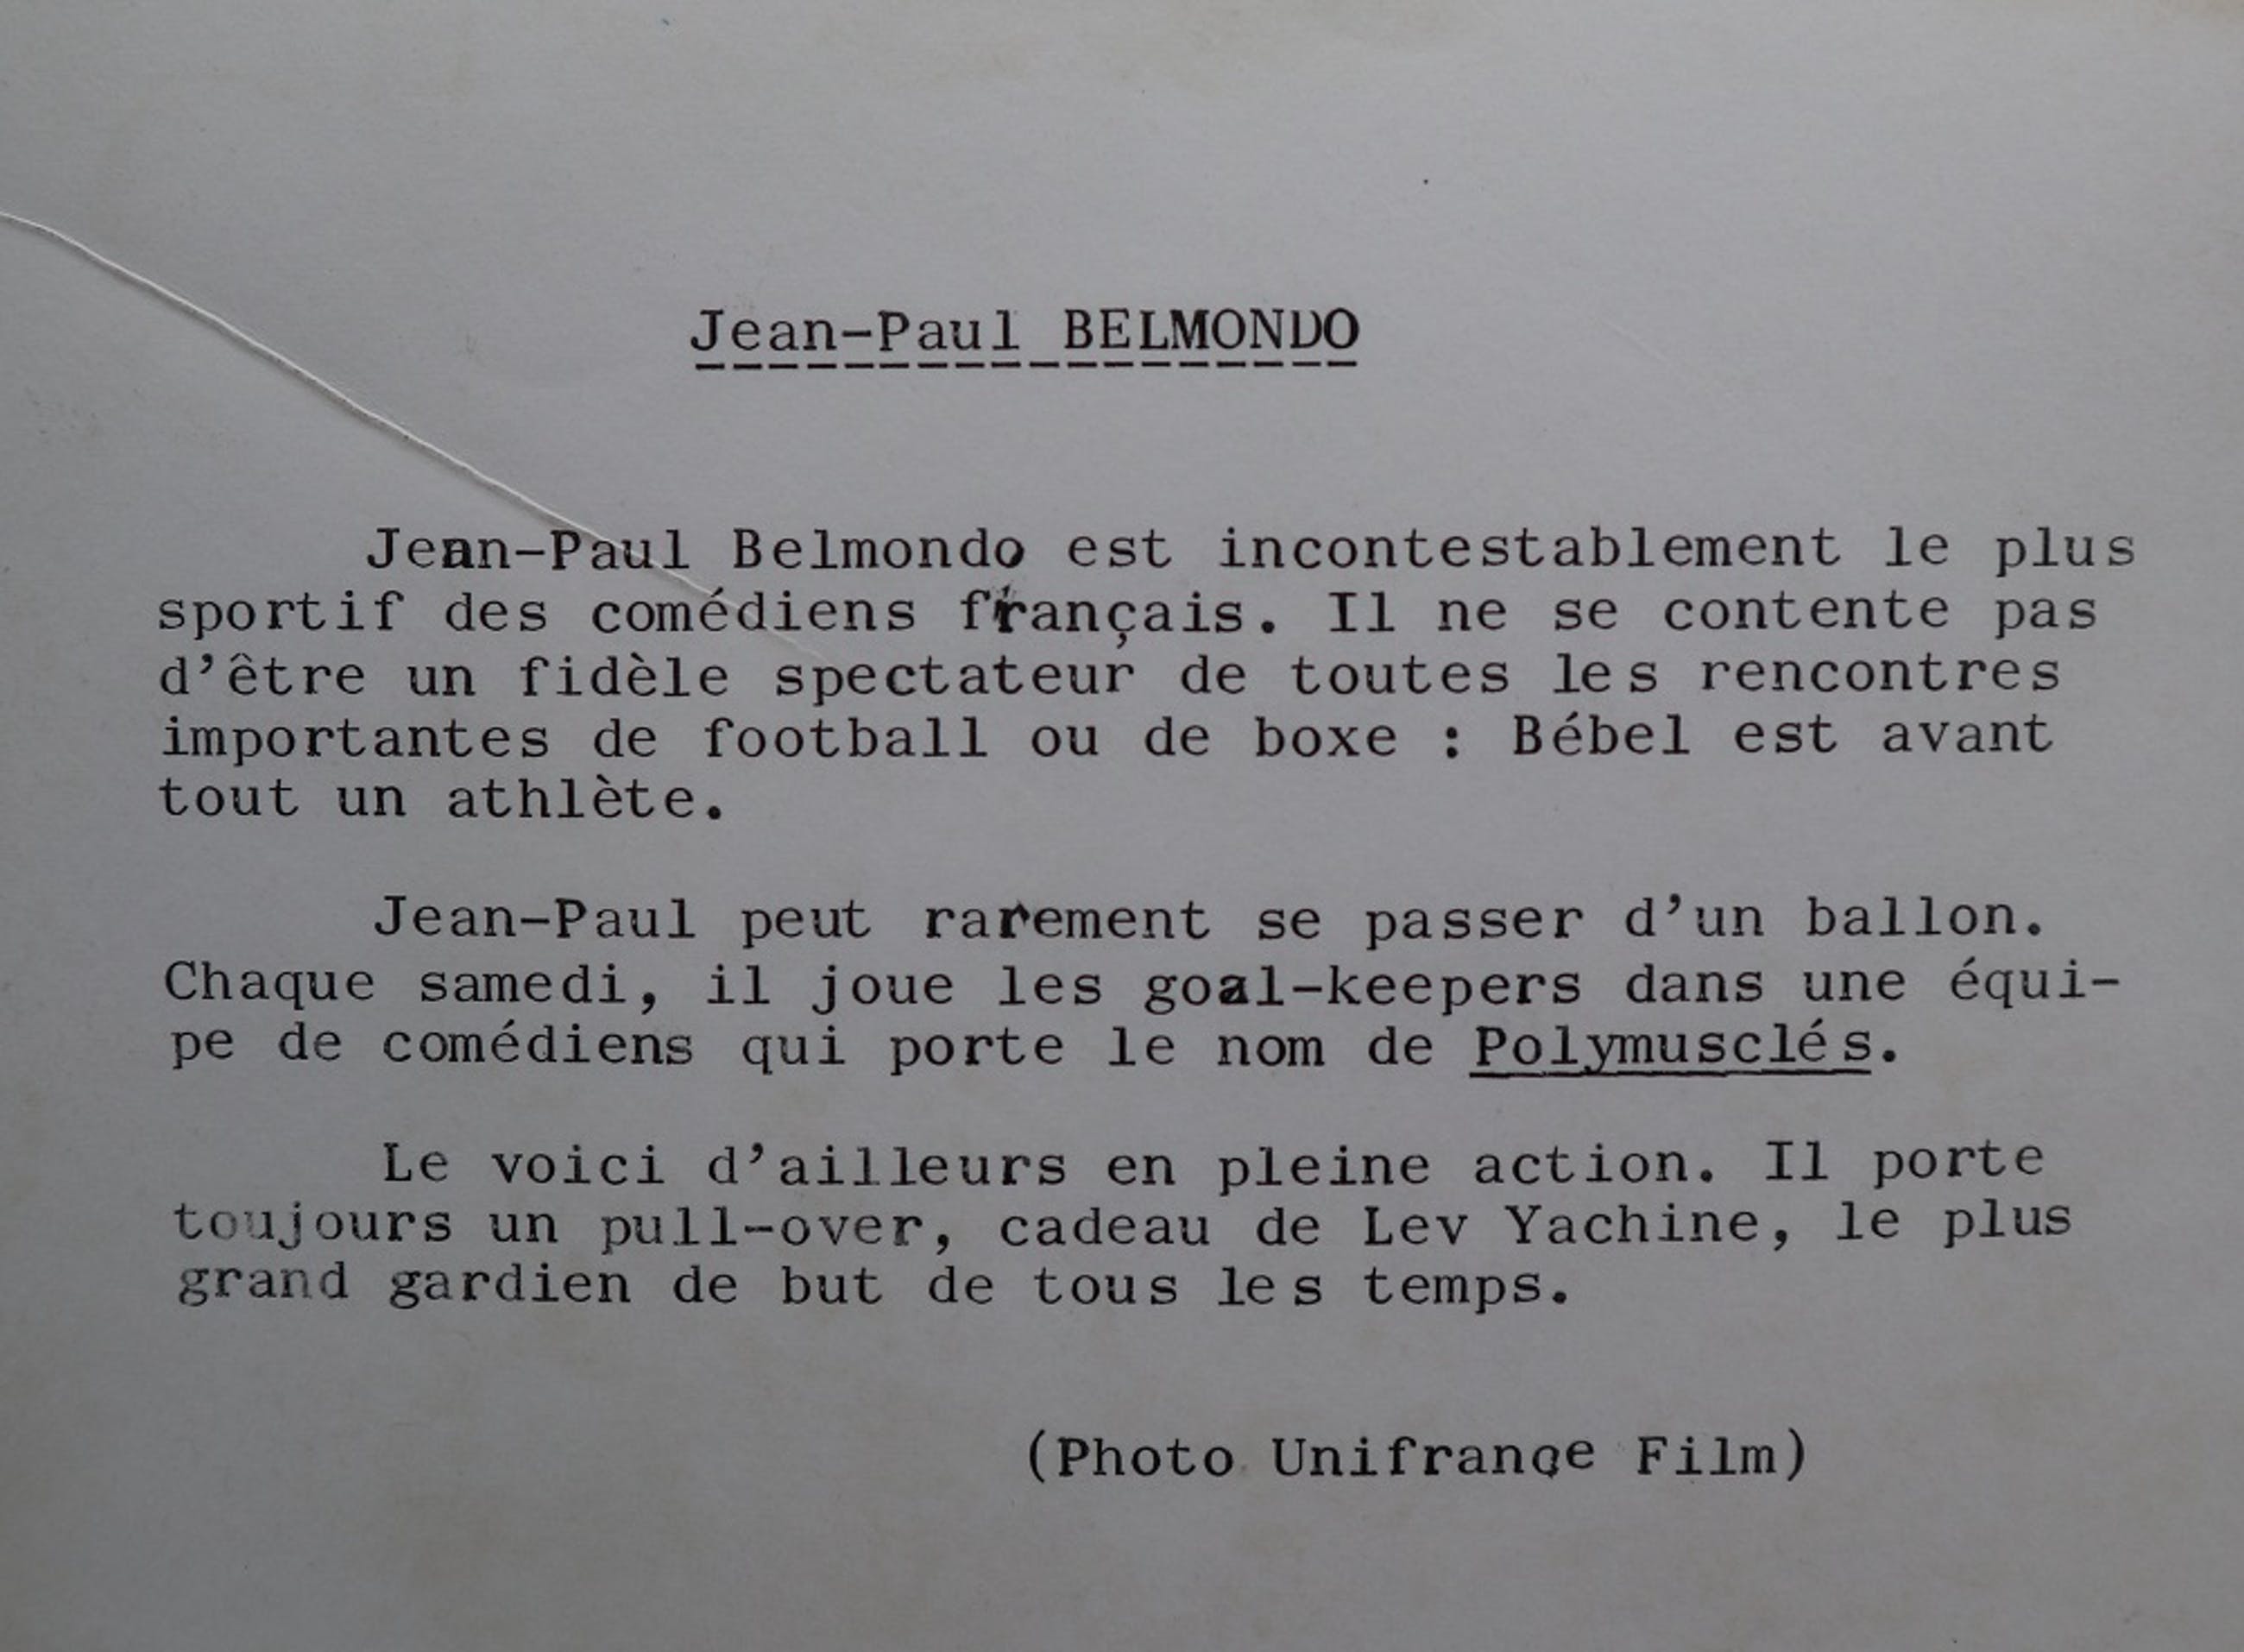 Jean-Paul BELMONDO
Jean-Paul Belmondo est incontestablement le plus
sportif des comédiens français. Il ne se contente pas
d'être un fidèle spectateur de toutes les rencontres
importantes de football ou de boxe : Bébel est avant
tout un athlète.
Jean-Paul peut rarement se passer d'un ballon.
Chaque samedi, il joue les goal-keepers dans une équi-
pe de comédiens qui porte le nom de Polymusclés.
Le voici d'ailleurs en pleine action. Il porte
toujours un pull-over, cadeau de Lev Yachine, le plus
grand gardien de but de tous les temps.
(Photo Unifrance Film)